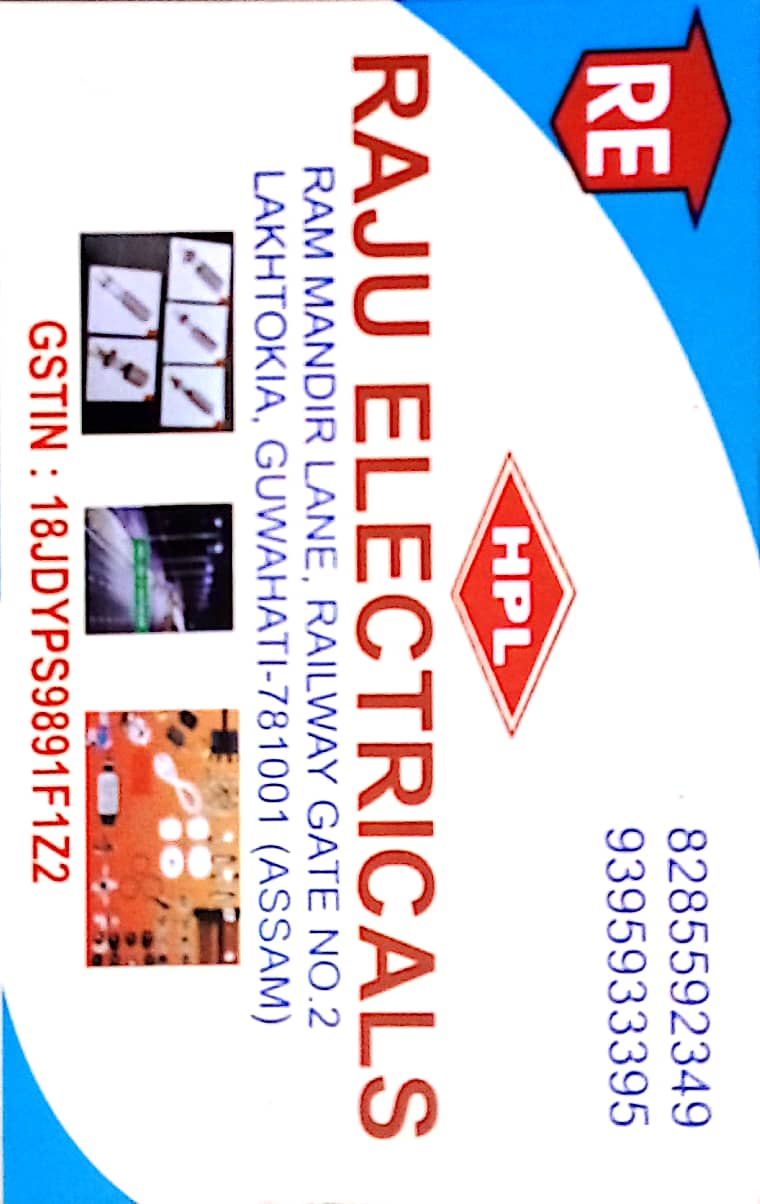 RE
8285592349
9395933395
HPL
RAJU ELECTRICALS
RAM MANDIR LANE, RAILWAY GATE NO.2
LAKHTOKIA, GUWAHATI-781001 (ASSAM)
GSTIN : 18JDYPS9891F1Z2